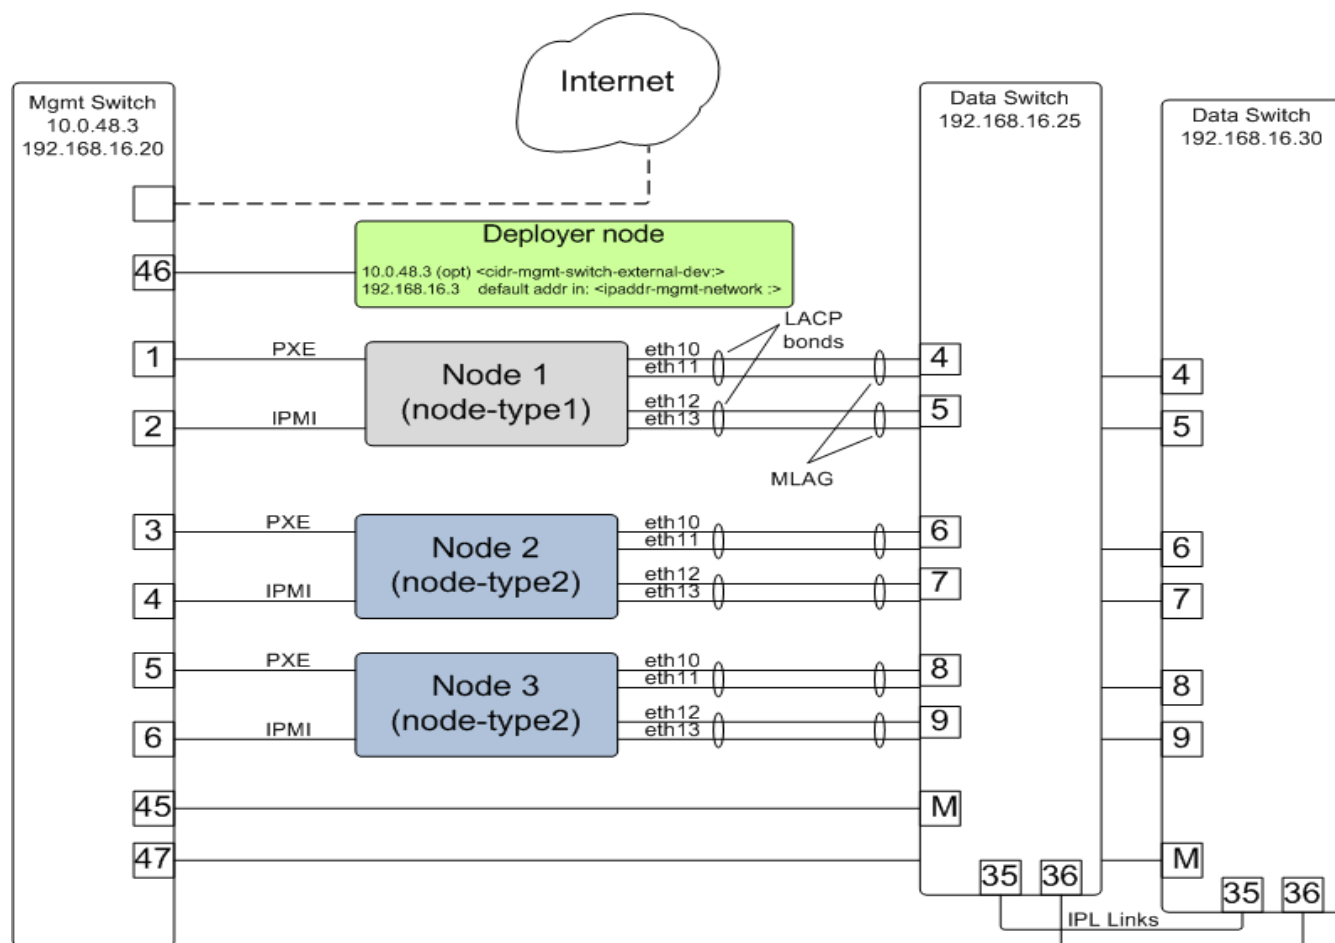 Internet
Mgmt Switch
10.0.48.3
192.168.16.20
Data Switch
192.168.16.25
Data Switch
192.168.16.30
46
Deployer node
10.0.48.3 (opt) <cidr-mgmt-switch-external-dev:>
192.168.16.3 default addr in: <ipaddr-mgmt-network :>
LACP
bonds
1
PXE
Node 1
(node-type1)
eth10
eth11
4
4
2
IPMI
eth12
eth13
5
5
MLAG
3
PXE
Node 2
(node-type2)
eth10
eth11
6
6
4
IPMI
eth12
eth13
7
7
5
PXE
Node 3
(node-type2)
eth10
eth11
8
8
6
IPMI
eth12
eth13
9
9
45
M
47
M
35
36
35
36
IPL Links